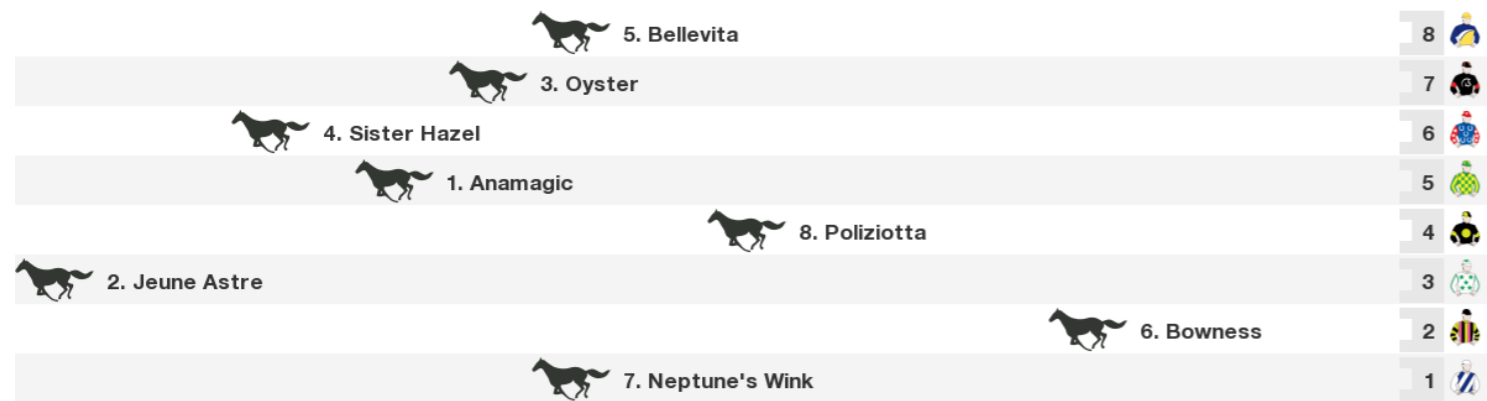 5. Bellevita 8
3. Oyster 7
4. Sister Hazel 6
1. Anamagic 5
8. Poliziotta 4
2. Jeune Astre 3
6. Bowness 2
7. Neptune's Wink 1